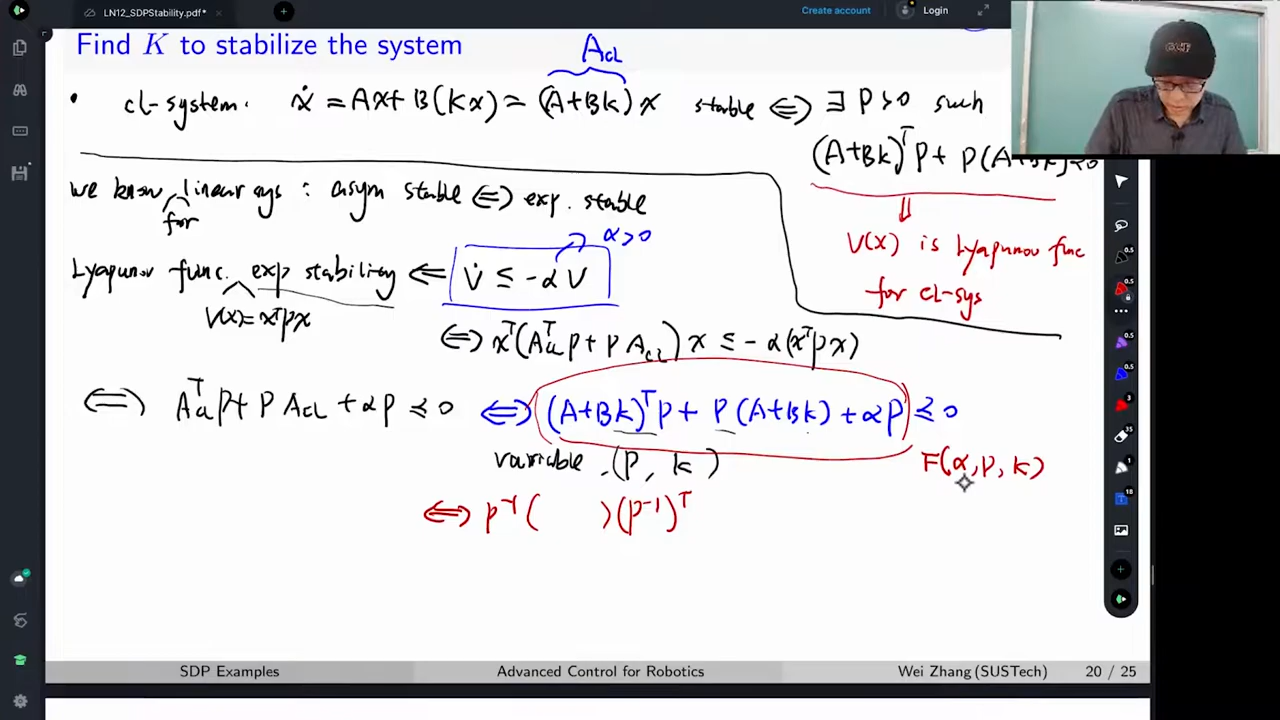 LN12_SDPStability.pdf*
Create account
Login
Find K to stabilize the system
A_cl
• cl-system: ẋ = Ax + B(Kx) = (A+BK)x stable ⟺ ∃ P>0 such
(A+BK)^T P + P(A+BK)<0
we know for linear sys : asym stable ⟺ exp. stable
α>0
V(x) is Lyapunov func
for CL-sys
Lyapunov func. exp stability ⟸ V̇ ≤ -αV
V(x)=x^T P x
⟺ x^T(A_cl^T P + P A_cl) x ≤ -α(x^T P x)
⟺ A_cl^T P + P A_cl + αP ≼ 0 ⟺ (A+BK)^T P + P(A+BK) + αP ≼ 0
variable (P, K) F(α, P, K)
⟺ P^-1 ( ) (P^-1)^T
SDP Examples
Advanced Control for Robotics
Wei Zhang (SUSTech)
20 / 25